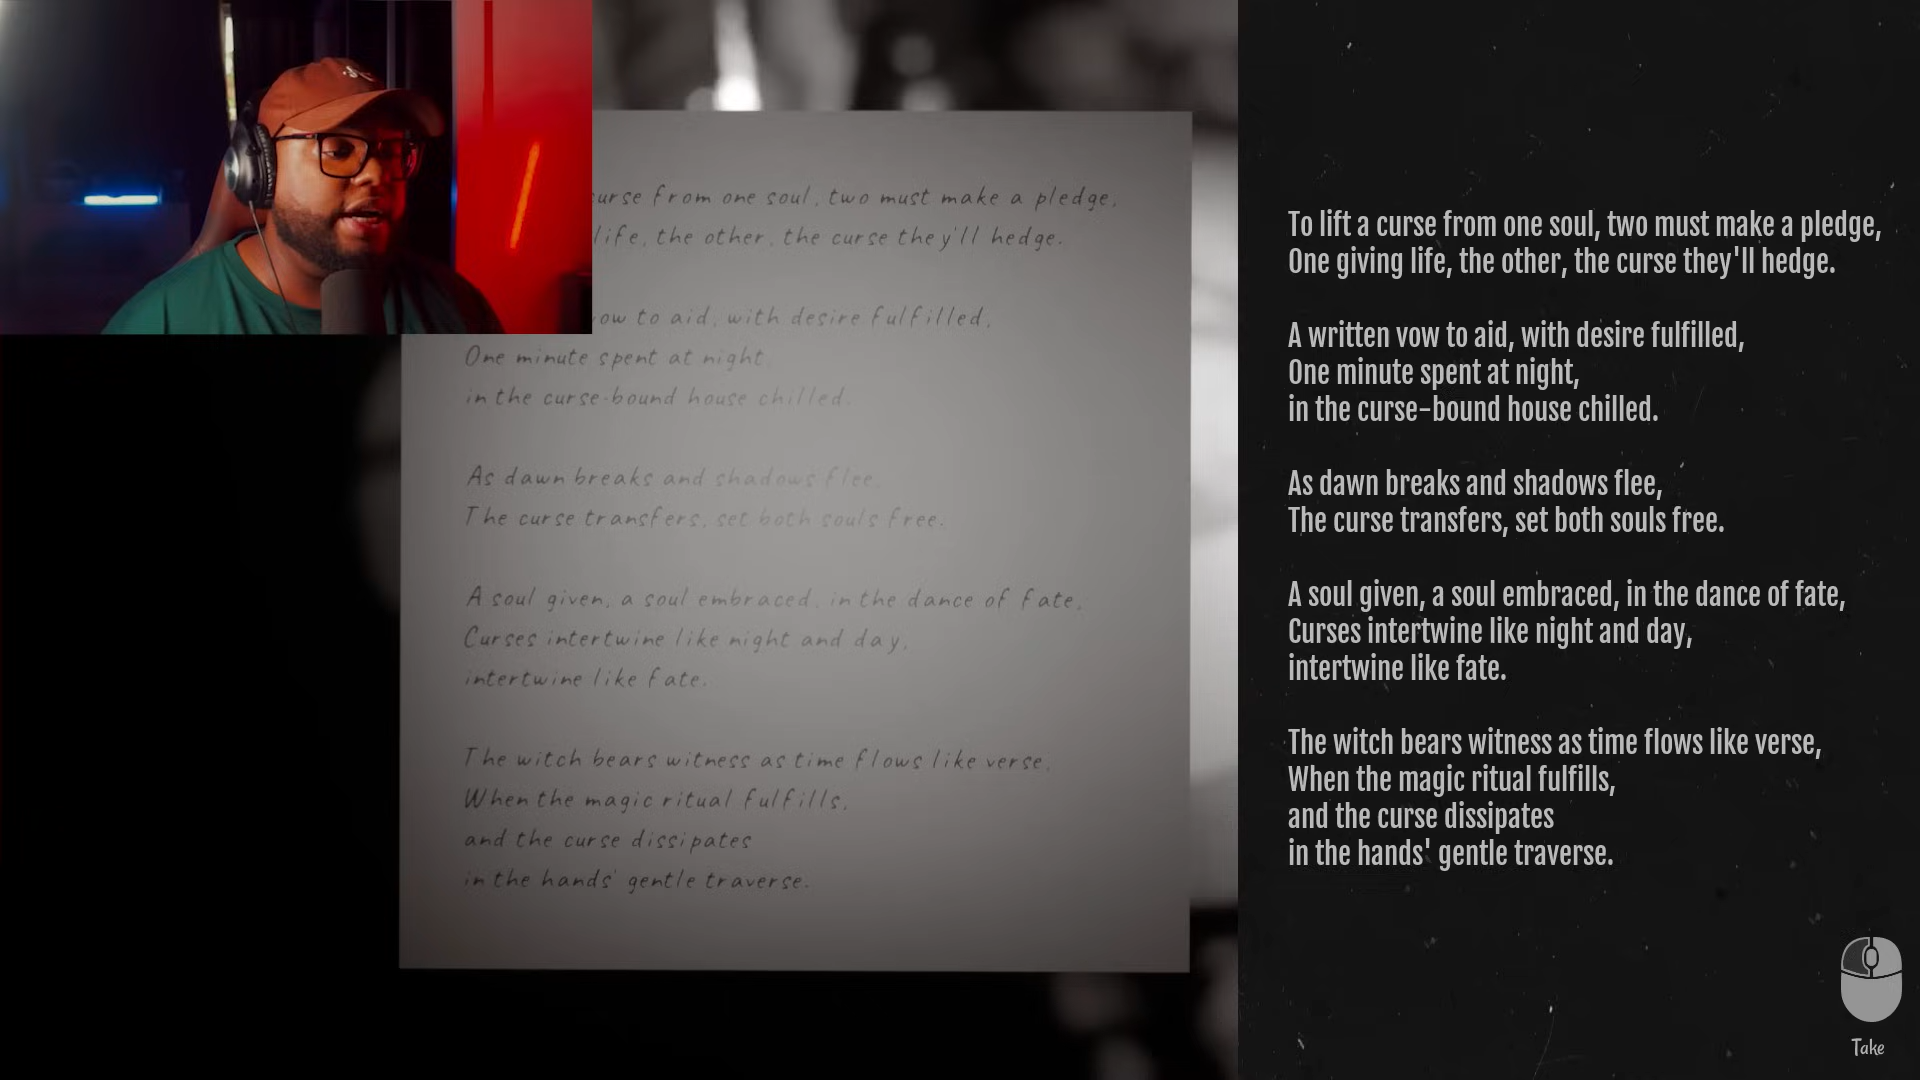 curse from one soul, two must make a pledge,
life, the other, the curse they'll hedge.
vow to aid, with desire fulfilled,
One minute spent at night
in the curse-bound house chilled.
As dawn breaks and shadows flee,
The curse transfers, set both souls free.
A soul given, a soul embraced, in the dance of fate,
Curses intertwine like night and day,
intertwine like fate.
The witch bears witness as time flows like verse,
When the magic ritual fulfills,
and the curse dissipates
in the hands' gentle traverse.
To lift a curse from one soul, two must make a pledge,
One giving life, the other, the curse they'll hedge.
A written vow to aid, with desire fulfilled,
One minute spent at night,
in the curse-bound house chilled.
As dawn breaks and shadows flee,
The curse transfers, set both souls free.
A soul given, a soul embraced, in the dance of fate,
Curses intertwine like night and day,
intertwine like fate.
The witch bears witness as time flows like verse,
When the magic ritual fulfills,
and the curse dissipates
in the hands' gentle traverse.
Take